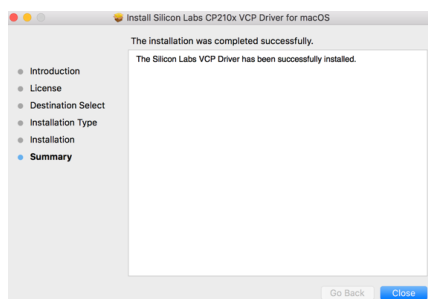 Install Silicon Labs CP210x VCP Driver for macOS
The installation was completed successfully.
The Silicon Labs VCP Driver has been successfully installed.
Introduction
License
Destination Select
Installation Type
Installation
Summary
Go Back
Close